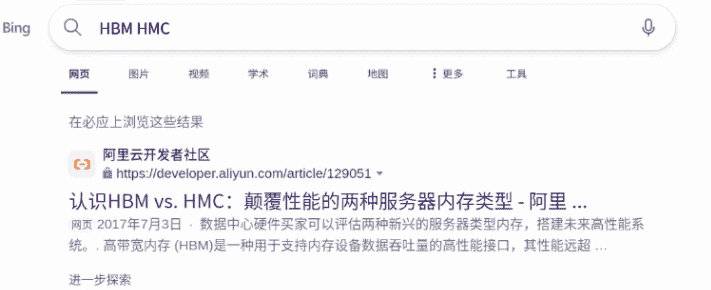 Bing
HBM HMC
网页 图片 视频 学术 词典 地图 更多 工具
在必应上浏览这些结果
阿里云开发者社区
https://developer.aliyun.com/article/129051
认识HBM vs. HMC：颠覆性能的两种服务器内存类型 - 阿里 ...
网页 2017年7月3日 · 数据中心硬件买家可以评估两种新兴的服务器类型内存，搭建未来高性能系
统。. 高带宽内存 (HBM)是一种用于支持内存设备数据吞吐量的高性能接口，其性能远超 ...
进一步探索